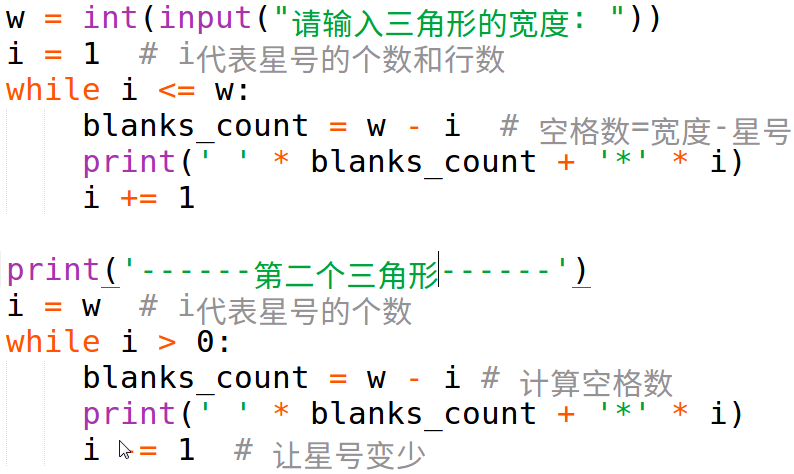 w = int(input("请输入三角形的宽度: "))
i = 1  # i代表星号的个数和行数
while i <= w:
    blanks_count = w - i  # 空格数=宽度-星号
    print(' ' * blanks_count + '*' * i)
    i += 1
print('------第二个三角形------')
i = w  # i代表星号的个数
while i > 0:
    blanks_count = w - i # 计算空格数
    print(' ' * blanks_count + '*' * i)
    i -= 1  # 让星号变少